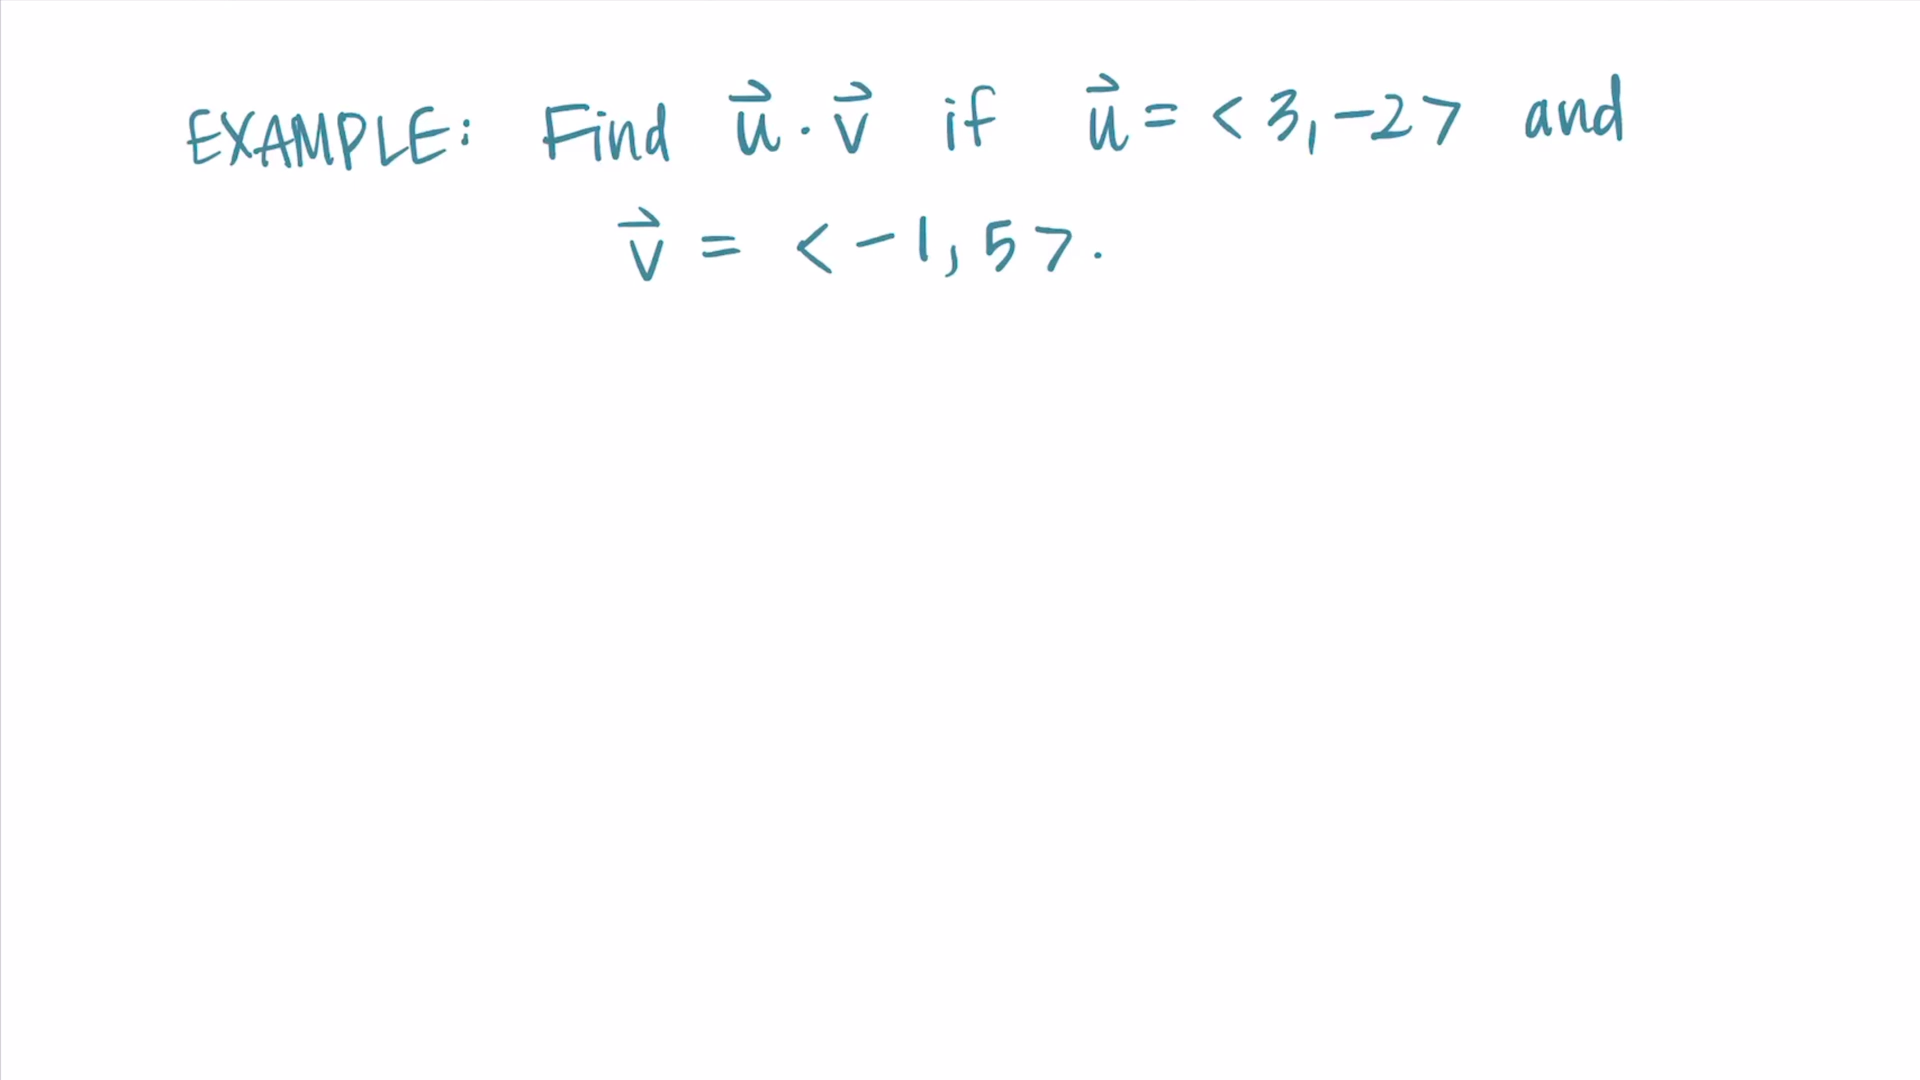 EXAMPLE: Find u⃗ · v⃗ if u⃗ = <3, -2> and
v⃗ = <-1, 5>.